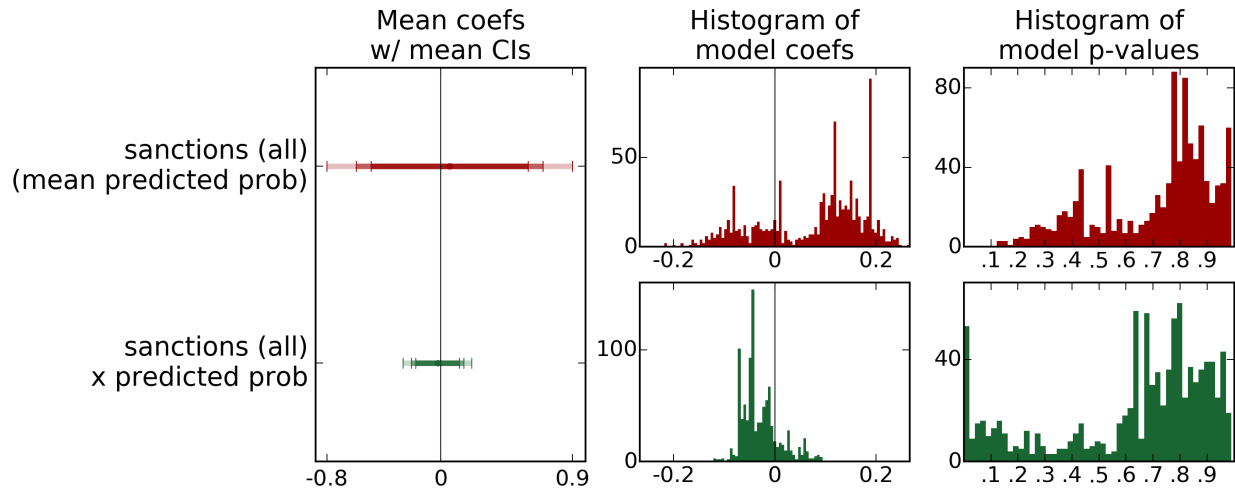 Mean coefs
w/ mean CIs
Histogram of
model coefs
Histogram of
model p-values
sanctions (all)
(mean predicted prob)
50
0
-0.2 0 0.2
80
40
0
.1 .2 .3 .4 .5 .6 .7 .8 .9
sanctions (all)
x predicted prob
-0.8 0 0.9
100
0
-0.2 0 0.2
40
0
.1 .2 .3 .4 .5 .6 .7 .8 .9